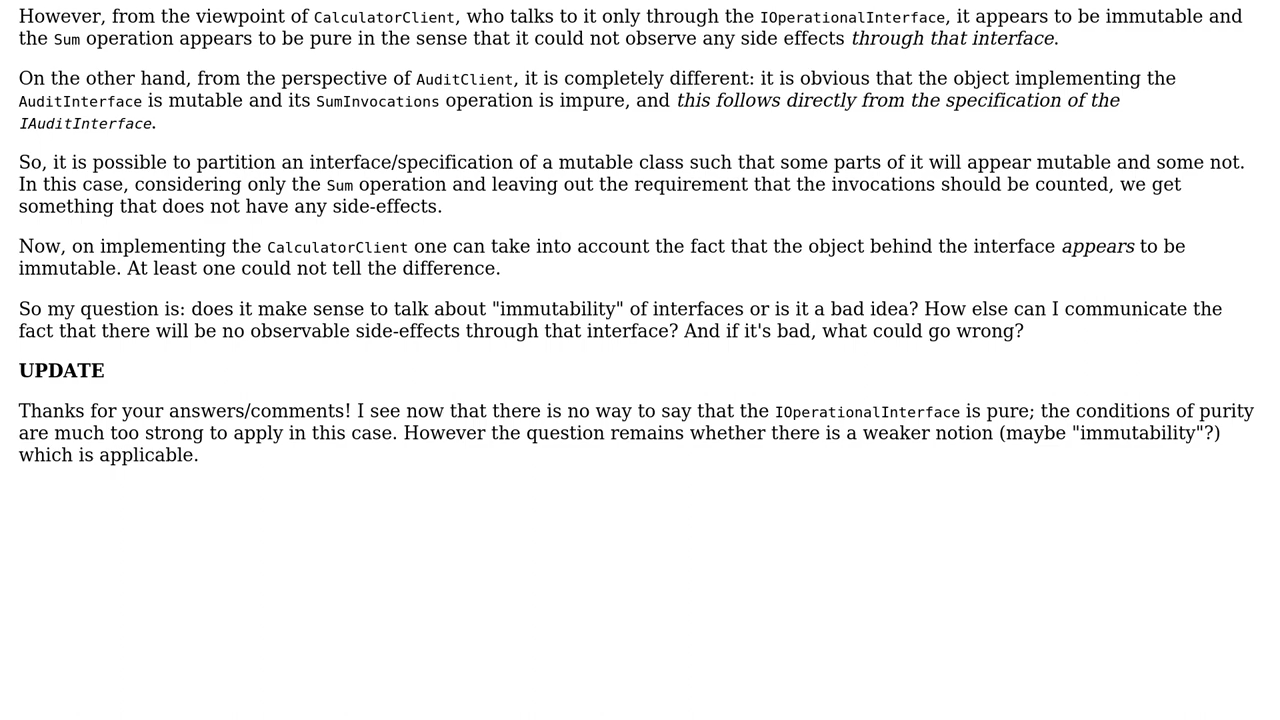 However, from the viewpoint of CalculatorClient, who talks to it only through the IOperationalInterface, it appears to be immutable and
the Sum operation appears to be pure in the sense that it could not observe any side effects through that interface.
On the other hand, from the perspective of AuditClient, it is completely different: it is obvious that the object implementing the
AuditInterface is mutable and its SumInvocations operation is impure, and this follows directly from the specification of the
IAuditInterface.
So, it is possible to partition an interface/specification of a mutable class such that some parts of it will appear mutable and some not.
In this case, considering only the Sum operation and leaving out the requirement that the invocations should be counted, we get
something that does not have any side-effects.
Now, on implementing the CalculatorClient one can take into account the fact that the object behind the interface appears to be
immutable. At least one could not tell the difference.
So my question is: does it make sense to talk about "immutability" of interfaces or is it a bad idea? How else can I communicate the
fact that there will be no observable side-effects through that interface? And if it's bad, what could go wrong?
UPDATE
Thanks for your answers/comments! I see now that there is no way to say that the IOperationalInterface is pure; the conditions of purity
are much too strong to apply in this case. However the question remains whether there is a weaker notion (maybe "immutability"?)
which is applicable.